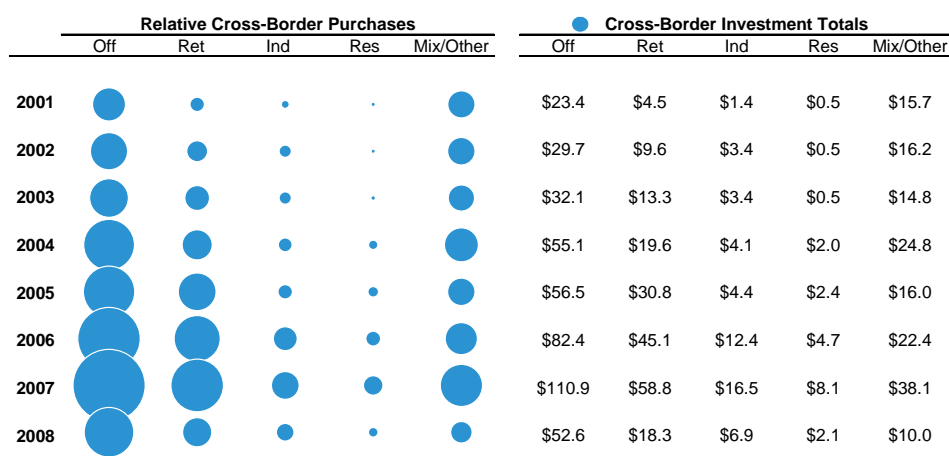 Relative Cross-Border Purchases Cross-Border Investment Totals
Off Ret Ind Res Mix/Other Off Ret Ind Res Mix/Other
2001 $23.4 $4.5 $1.4 $0.5 $15.7
2002 $29.7 $9.6 $3.4 $0.5 $16.2
2003 $32.1 $13.3 $3.4 $0.5 $14.8
2004 $55.1 $19.6 $4.1 $2.0 $24.8
2005 $56.5 $30.8 $4.4 $2.4 $16.0
2006 $82.4 $45.1 $12.4 $4.7 $22.4
2007 $110.9 $58.8 $16.5 $8.1 $38.1
2008 $52.6 $18.3 $6.9 $2.1 $10.0